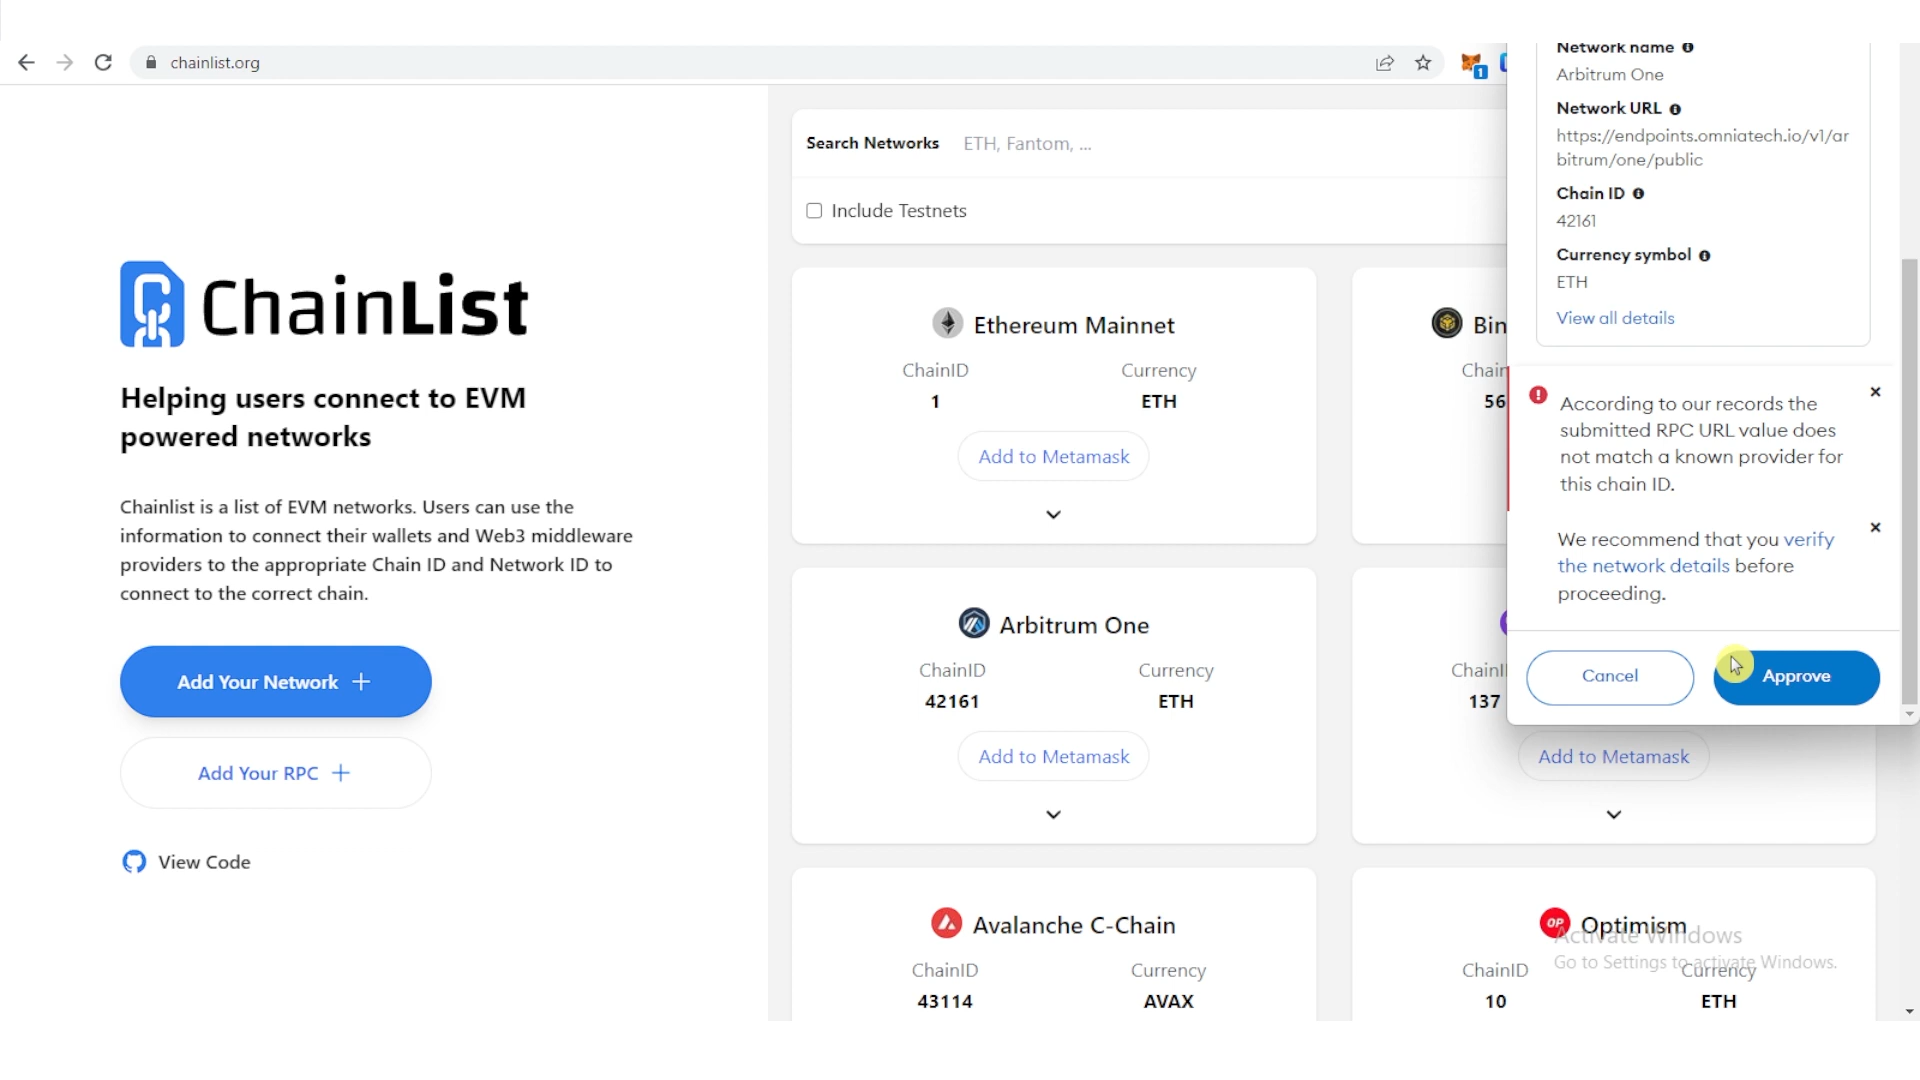 chainlist.org
1
ChainList
Helping users connect to EVM
powered networks
Chainlist is a list of EVM networks. Users can use the
information to connect their wallets and Web3 middleware
providers to the appropriate Chain ID and Network ID to
connect to the correct chain.
Add Your Network
Add Your RPC
View Code
Search Networks ETH, Fantom, ...
Include Testnets
Ethereum Mainnet
ChainID Currency
1 ETH
Add to Metamask
Bin
Chain
56
Arbitrum One
ChainID Currency
42161 ETH
Add to Metamask
ChainI
137
Add to Metamask
Avalanche C-Chain
ChainID Currency
43114 AVAX
OP Optimism
ChainID Currency
10 ETH
Network name
Arbitrum One
Network URL
https://endpoints.omniatech.io/v1/ar
bitrum/one/public
Chain ID
42161
Currency symbol
ETH
View all details
According to our records the
submitted RPC URL value does
not match a known provider for
this chain ID.
We recommend that you verify
the network details before
proceeding.
Cancel Approve
Activate Windows
Go to Settings to activate Windows.